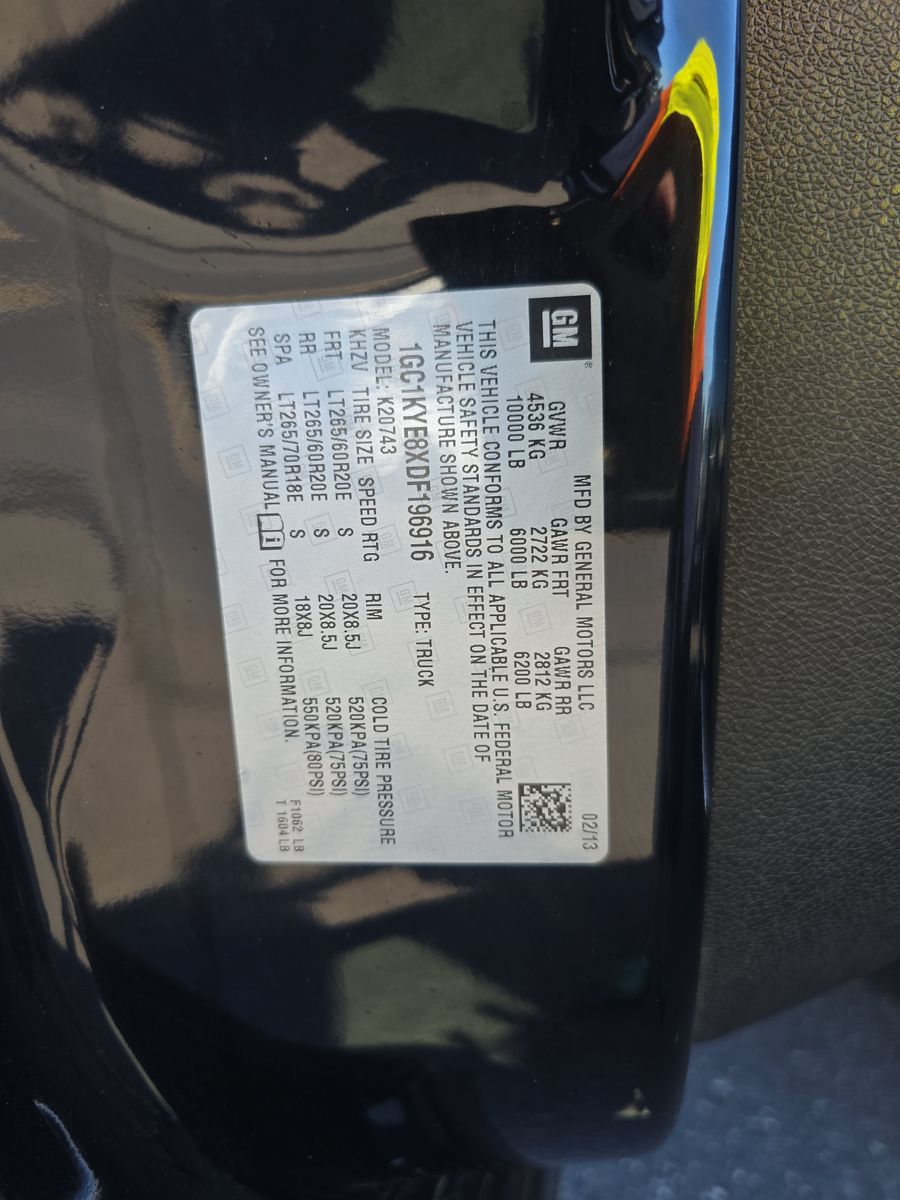 GM®
MFD BY GENERAL MOTORS LLC 02/13
GVWR GAWR FRT GAWR RR
4536 KG 2722 KG 2812 KG
10000 LB 6000 LB 6200 LB
THIS VEHICLE CONFORMS TO ALL APPLICABLE U.S. FEDERAL MOTOR
VEHICLE SAFETY STANDARDS IN EFFECT ON THE DATE OF
MANUFACTURE SHOWN ABOVE.
1GC1KYE8XDF196916 TYPE: TRUCK
MODEL: K20743
KHZV TIRE SIZE SPEED RTG RIM COLD TIRE PRESSURE
FRT LT265/60R20E S 20X8.5J 520KPA(75PSI)
RR LT265/60R20E S 20X8.5J 520KPA(75PSI)
SPA LT265/70R18E S 18X8J 550KPA(80PSI)
SEE OWNER'S MANUAL i FOR MORE INFORMATION.
F1062 LB
T 1604LB